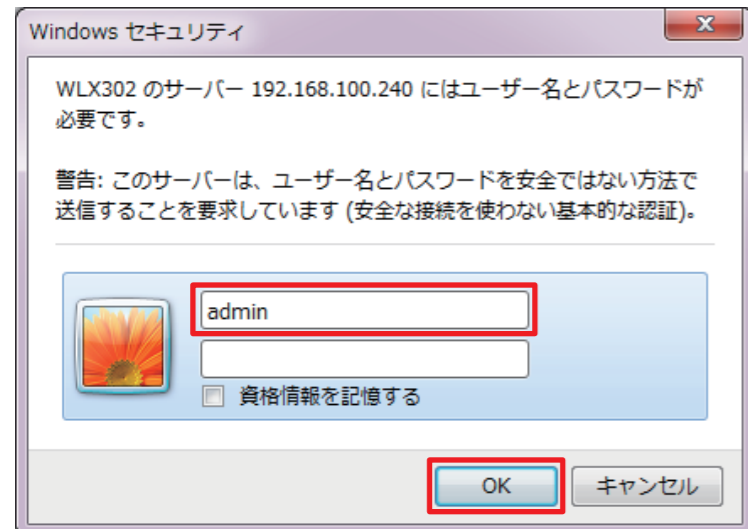 Windows セキュリティ
WLX302 のサーバー 192.168.100.240 にはユーザー名とパスワードが
必要です。
警告: このサーバーは、ユーザー名とパスワードを安全ではない方法で
送信することを要求しています (安全な接続を使わない基本的な認証)。
admin
資格情報を記憶する
OK キャンセル